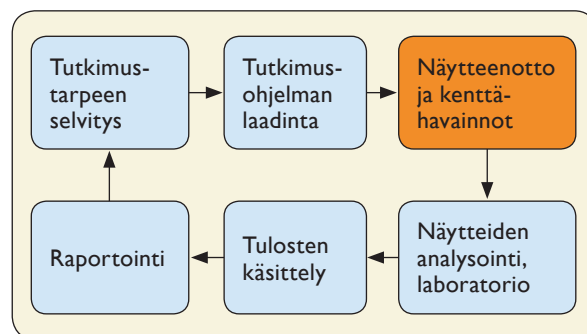 Tutkimus-
tarpeen
selvitys
Tutkimus-
ohjelman
laadinta
Näytteenotto
ja kenttä-
havainnot
Näytteiden
analysointi,
laboratorio
Tulosten
käsittely
Raportointi